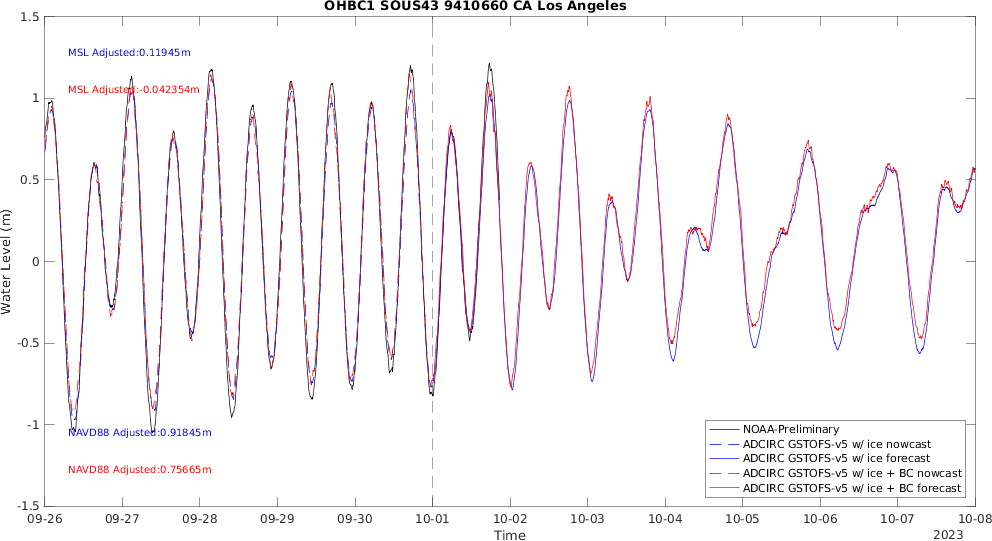 OHBC1 SOUS43 9410660 CA Los Angeles
1.5
1
0.5
0
-0.5
-1
-1.5
Water Level (m)
MSL Adjusted:0.11945m
MSL Adjusted:-0.042354m
NAVD88 Adjusted:0.91845m
NAVD88 Adjusted:0.75665m
NOAA-Preliminary
ADCIRC GSTOFS-v5 w/ ice nowcast
ADCIRC GSTOFS-v5 w/ ice forecast
ADCIRC GSTOFS-v5 w/ ice + BC nowcast
ADCIRC GSTOFS-v5 w/ ice + BC forecast
09-26 09-27 09-28 09-29 09-30 10-01 10-02 10-03 10-04 10-05 10-06 10-07 10-08
Time
2023